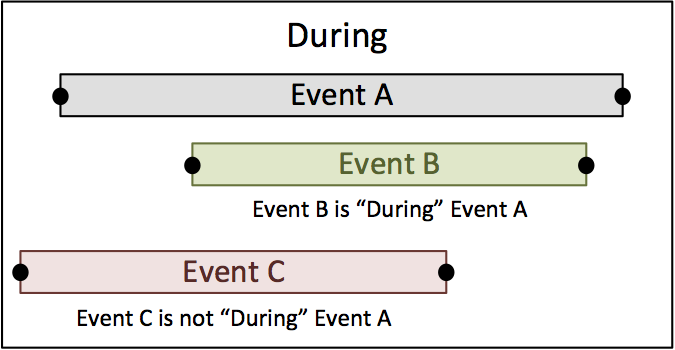 During
Event A
Event B
Event B is “During” Event A
Event C
Event C is not “During” Event A